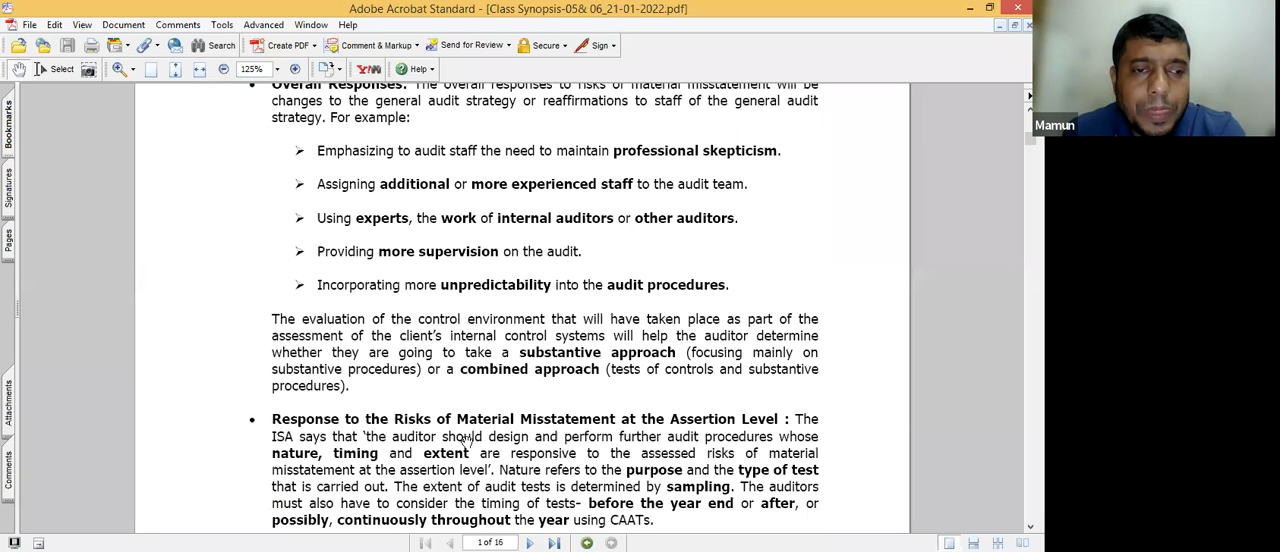 Adobe Acrobat Standard - [Class Synopsis-05& 06_21-01-2022.pdf]
File Edit View Document Comments Tools Advanced Window Help
Search Create PDF Comment & Markup Send for Review Secure Sign
Select 125% Help
Mamun
Bookmarks
Signatures
Pages
Attachments
Comments
Overall Responses: The overall responses to risks of material misstatement will be
changes to the general audit strategy or reaffirmations to staff of the general audit
strategy. For example:
➢ Emphasizing to audit staff the need to maintain professional skepticism.
➢ Assigning additional or more experienced staff to the audit team.
➢ Using experts, the work of internal auditors or other auditors.
➢ Providing more supervision on the audit.
➢ Incorporating more unpredictability into the audit procedures.
The evaluation of the control environment that will have taken place as part of the
assessment of the client's internal control systems will help the auditor determine
whether they are going to take a substantive approach (focusing mainly on
substantive procedures) or a combined approach (tests of controls and substantive
procedures).
• Response to the Risks of Material Misstatement at the Assertion Level : The
ISA says that 'the auditor should design and perform further audit procedures whose
nature, timing and extent are responsive to the assessed risks of material
misstatement at the assertion level'. Nature refers to the purpose and the type of test
that is carried out. The extent of audit tests is determined by sampling. The auditors
must also have to consider the timing of tests- before the year end or after, or
possibly, continuously throughout the year using CAATs.
1 of 16